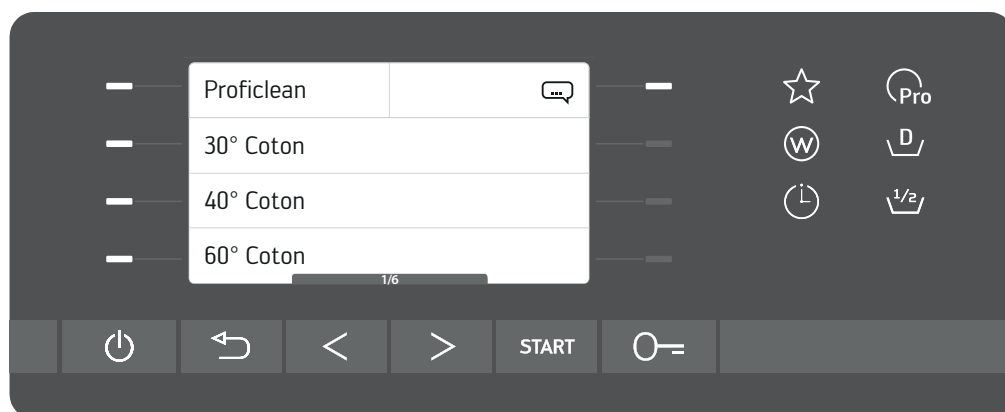 Proficlean
30° Coton
40° Coton
60° Coton
1/6
Pro
W
D
1/2
START